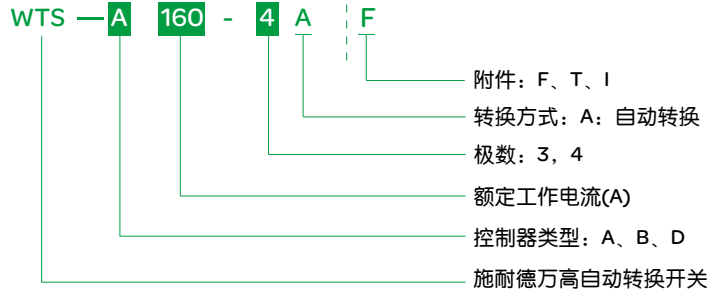 WTS — A 160 - 4 A F
附件：F、T、I
转换方式：A：自动转换
极数：3，4
额定工作电流(A)
控制器类型：A、B、D
施耐德万高自动转换开关